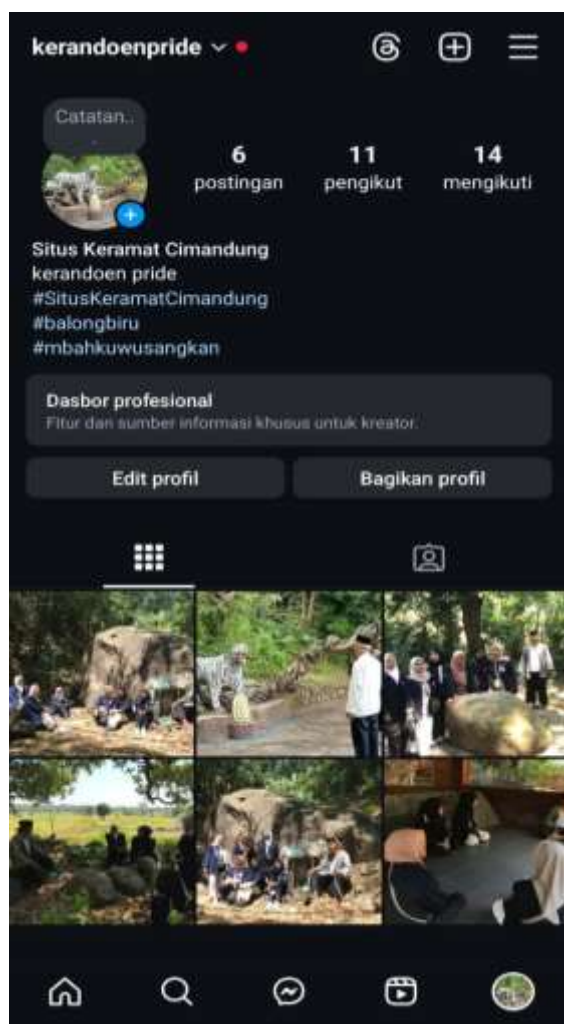 kerandoenpride
Catatan..
6
postingan
11
pengikut
14
mengikuti
Situs Keramat Cimandung
kerandoen pride
#SitusKeramatCimandung
#balongbiru
#mbahkuwusangkan
Dasbor profesional
Fitur dan sumber informasi khusus untuk kreator.
Edit profil
Bagikan profil